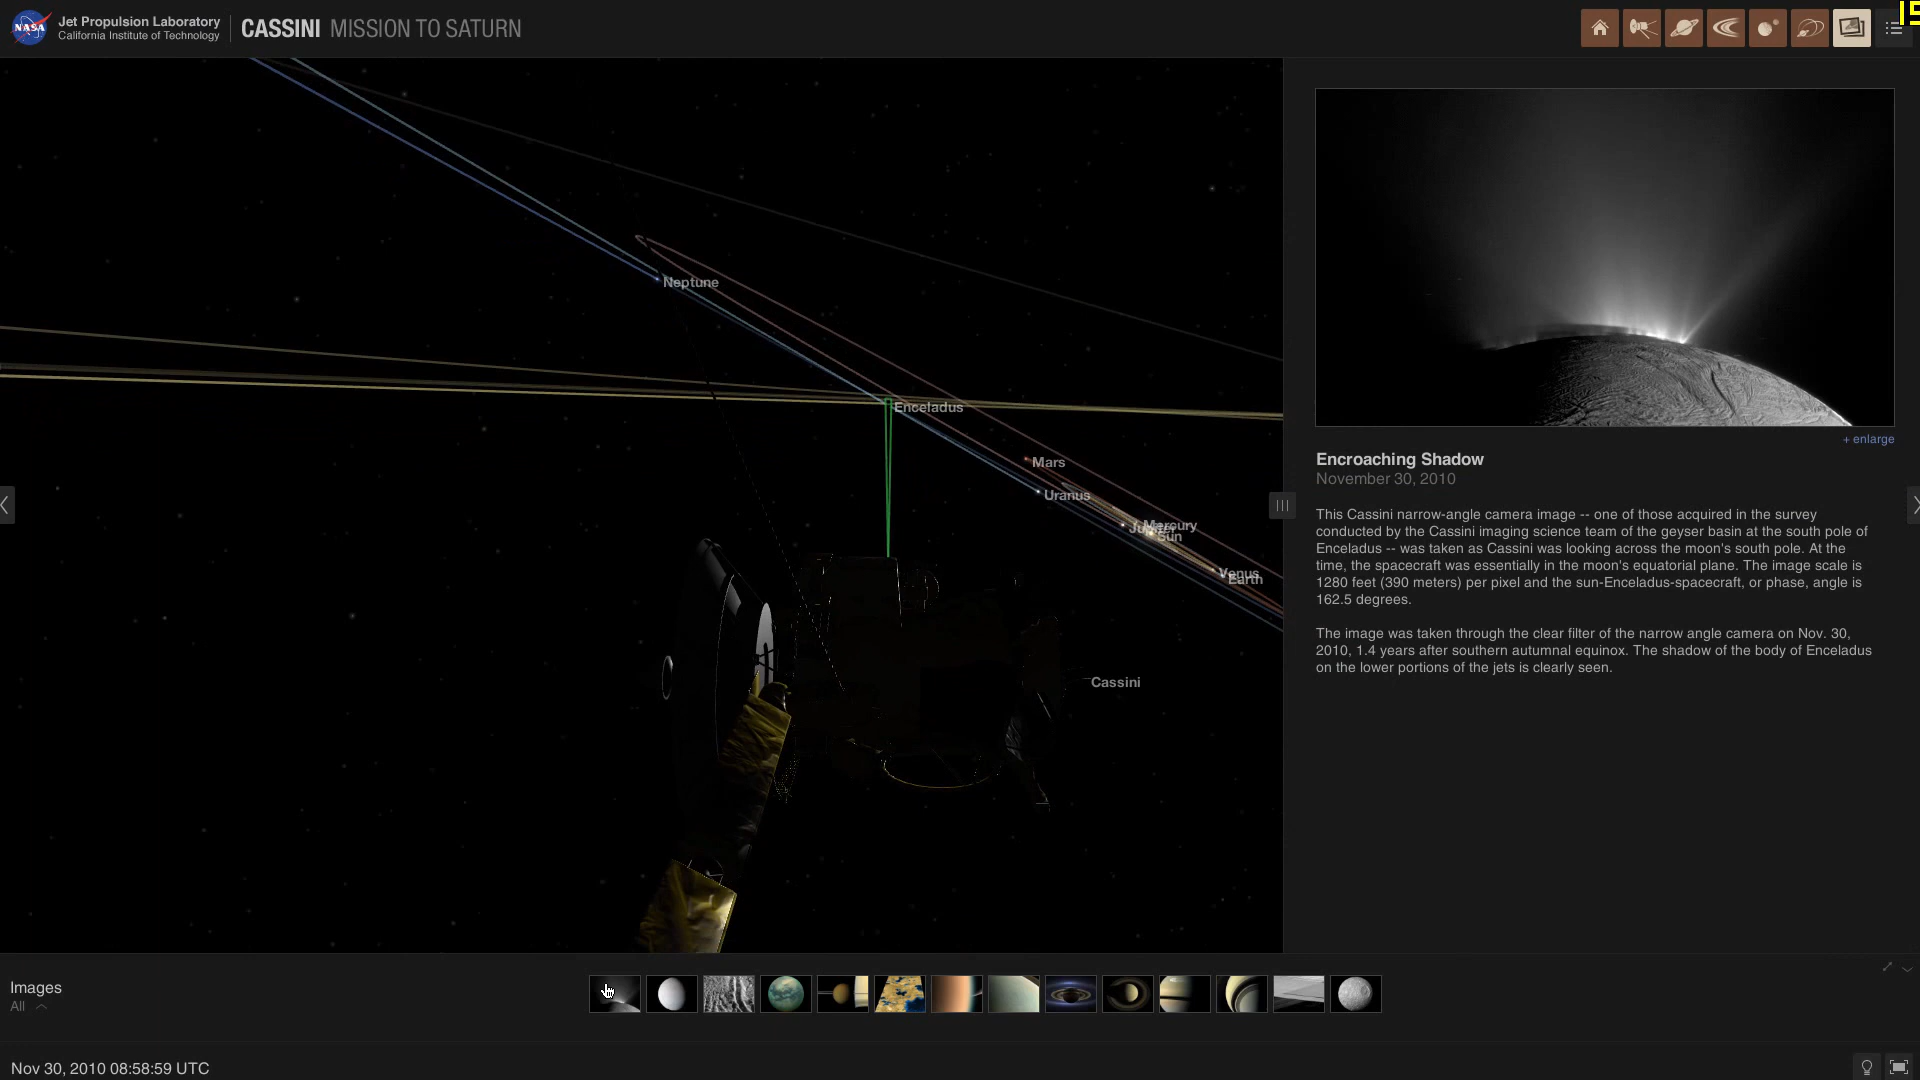 NASA
Jet Propulsion Laboratory
California Institute of Technology
CASSINI MISSION TO SATURN
15
Neptune
Enceladus
Mars
Uranus
Mercury
Jupiter
Sun
Venus
Earth
Cassini
+ enlarge
Encroaching Shadow
November 30, 2010
This Cassini narrow-angle camera image -- one of those acquired in the survey
conducted by the Cassini imaging science team of the geyser basin at the south pole of
Enceladus -- was taken as Cassini was looking across the moon's south pole. At the
time, the spacecraft was essentially in the moon's equatorial plane. The image scale is
1280 feet (390 meters) per pixel and the sun-Enceladus-spacecraft, or phase, angle is
162.5 degrees.
The image was taken through the clear filter of the narrow angle camera on Nov. 30,
2010, 1.4 years after southern autumnal equinox. The shadow of the body of Enceladus
on the lower portions of the jets is clearly seen.
Images
All
Nov 30, 2010 08:58:59 UTC